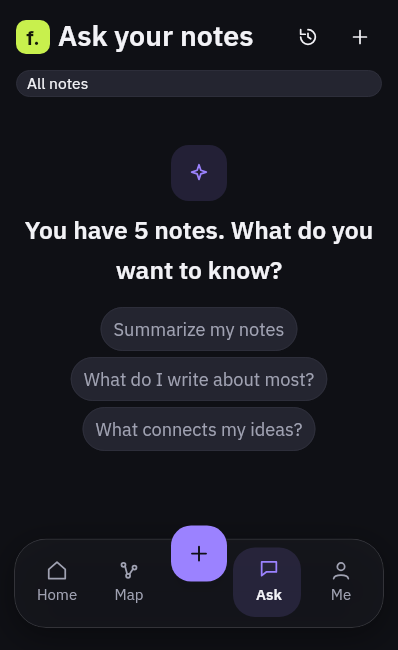 f. Ask your notes
All notes
You have 5 notes. What do you
want to know?
Summarize my notes
What do I write about most?
What connects my ideas?
Home Map Ask Me